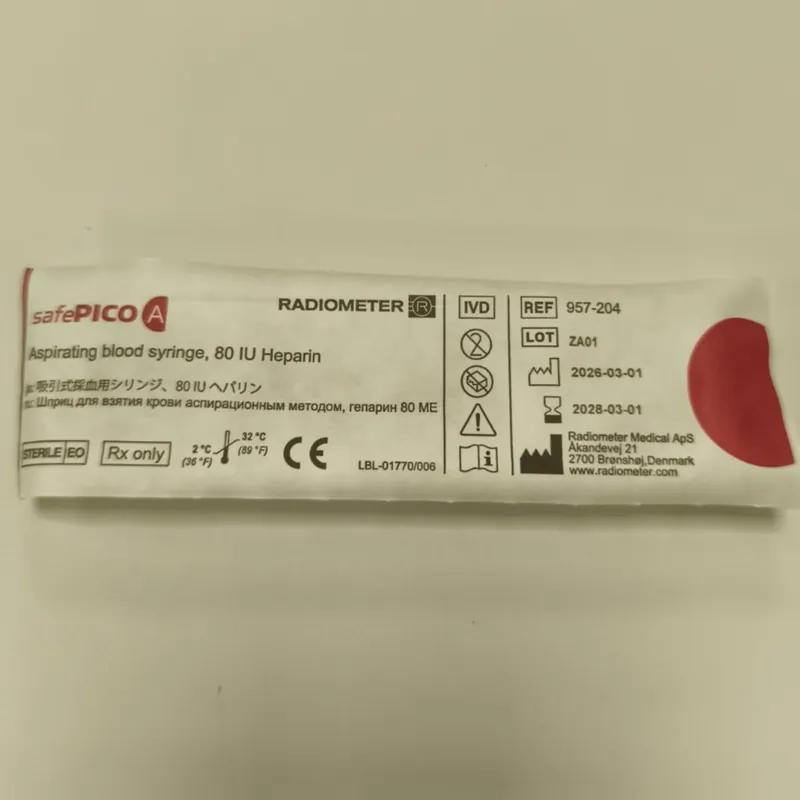 safePICO A
RADIOMETER R
Aspirating blood syringe, 80 IU Heparin
吸引式採血用シリンジ、80 IU ヘパリン
Шприц для взятия крови аспирационным методом, гепарин 80 МЕ
STERILE EO
Rx only
2 °C
(36 °F)
32 °C
(89 °F)
CE
LBL-01770/006
IVD
2
i
REF 957-204
LOT ZA01
2026-03-01
2028-03-01
Radiometer Medical ApS
Åkandevej 21
2700 Brønshøj,Denmark
www.radiometer.com